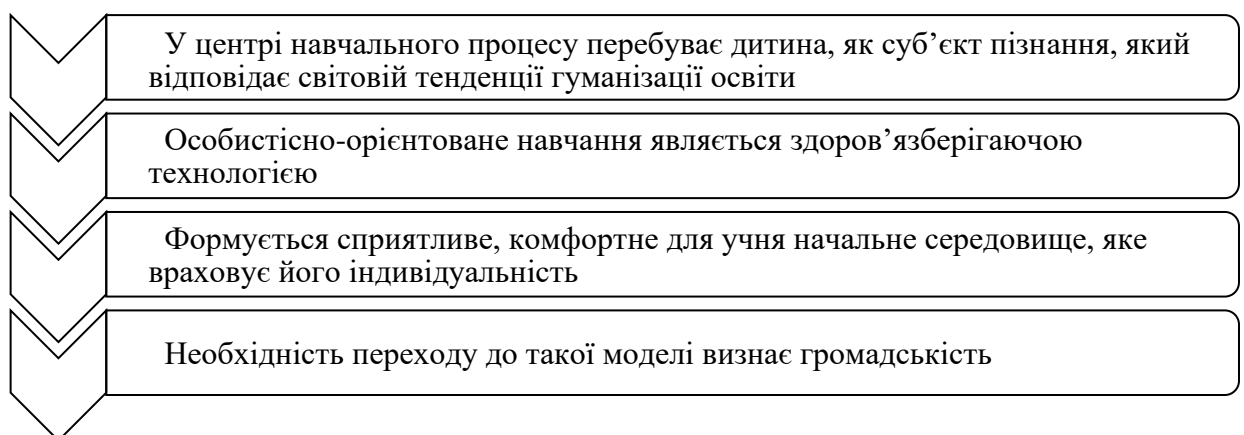 У центрі навчального процесу перебуває дитина, як суб’єкт пізнання, який
відповідає світовій тенденції гуманізації освіти
Особистісно-орієнтоване навчання являється здоров’язберігаючою
технологією
Формується сприятливе, комфортне для учня начальне середовище, яке
враховує його індивідуальність
Необхідність переходу до такої моделі визнає громадськість